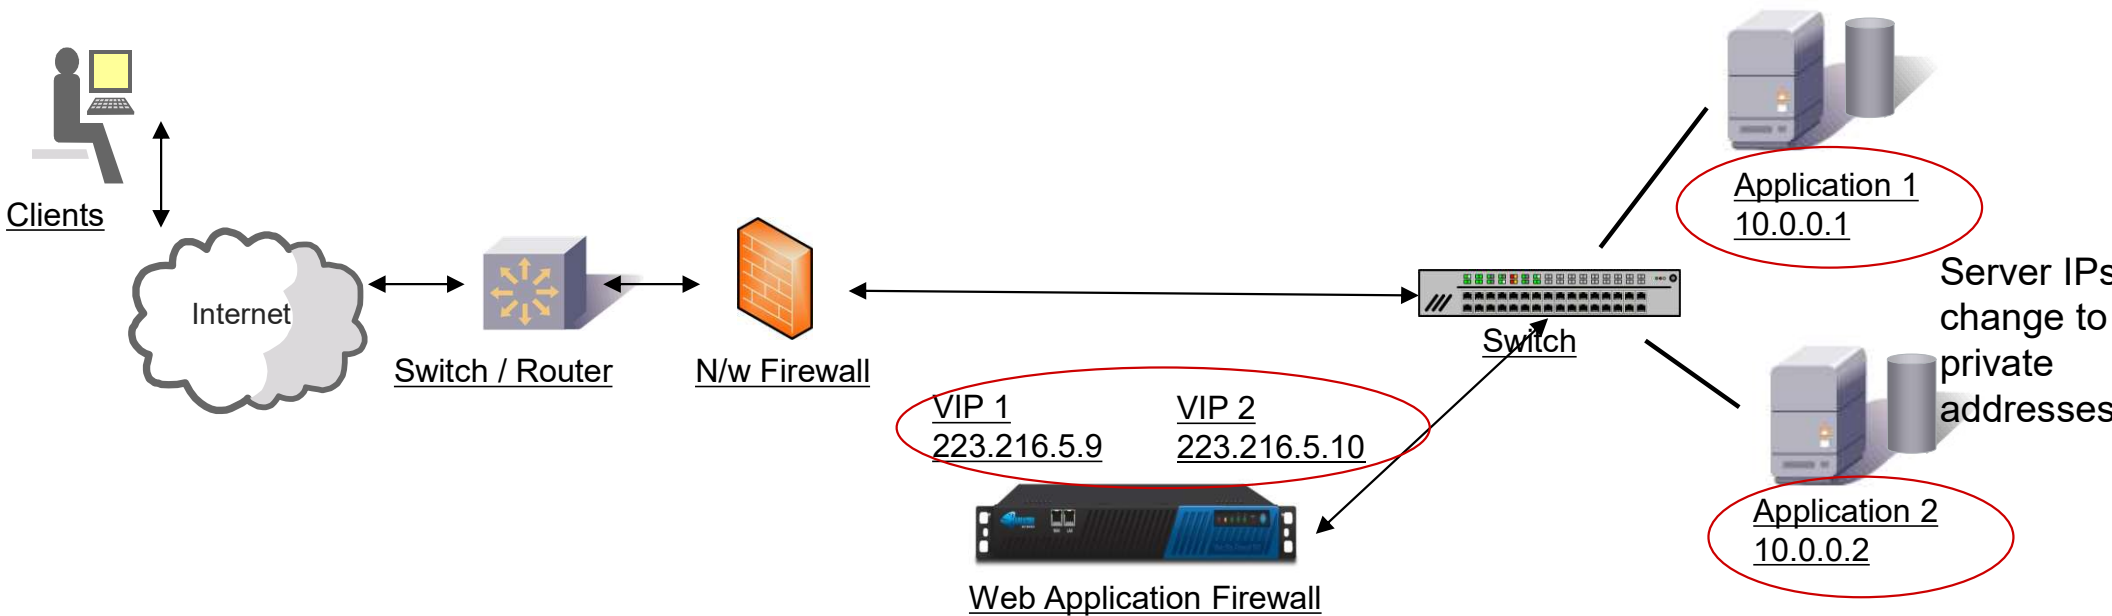 Clients
Internet
Switch / Router
N/w Firewall
VIP 1
223.216.5.9
VIP 2
223.216.5.10
Web Application Firewall
Switch
Application 1
10.0.0.1
Server IPs
change to
private
addresses
Application 2
10.0.0.2